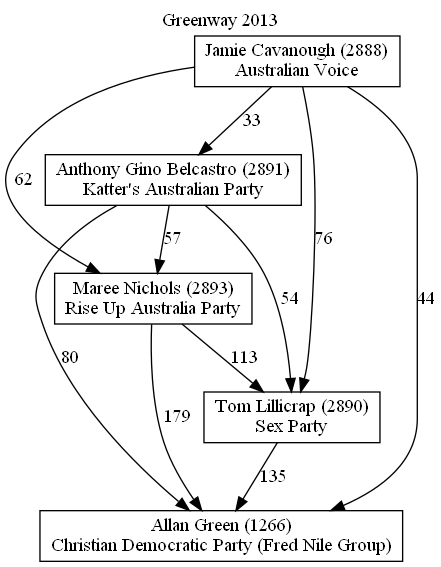 Greenway 2013
Jamie Cavanough (2888)
Australian Voice
33
Anthony Gino Belcastro (2891)
Katter's Australian Party
62
57
76
54
44
Maree Nichols (2893)
Rise Up Australia Party
80
113
179
Tom Lillicrap (2890)
Sex Party
135
Allan Green (1266)
Christian Democratic Party (Fred Nile Group)